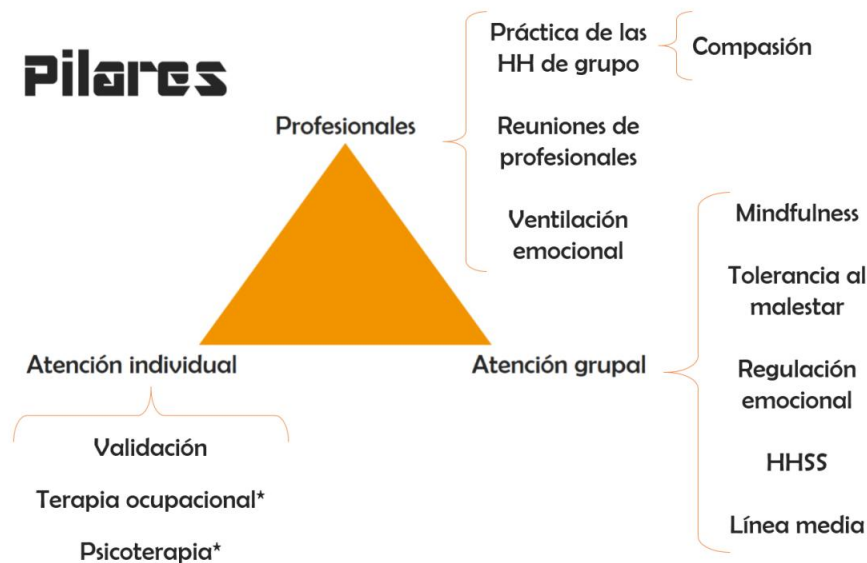 Pilares
Profesionales
Práctica de las
HH de grupo
Compasión
Reuniones de
profesionales
Ventilación
emocional
Atención individual
Validación
Terapia ocupacional*
Psicoterapia*
Atención grupal
Mindfulness
Tolerancia al
malestar
Regulación
emocional
HHSS
Línea media